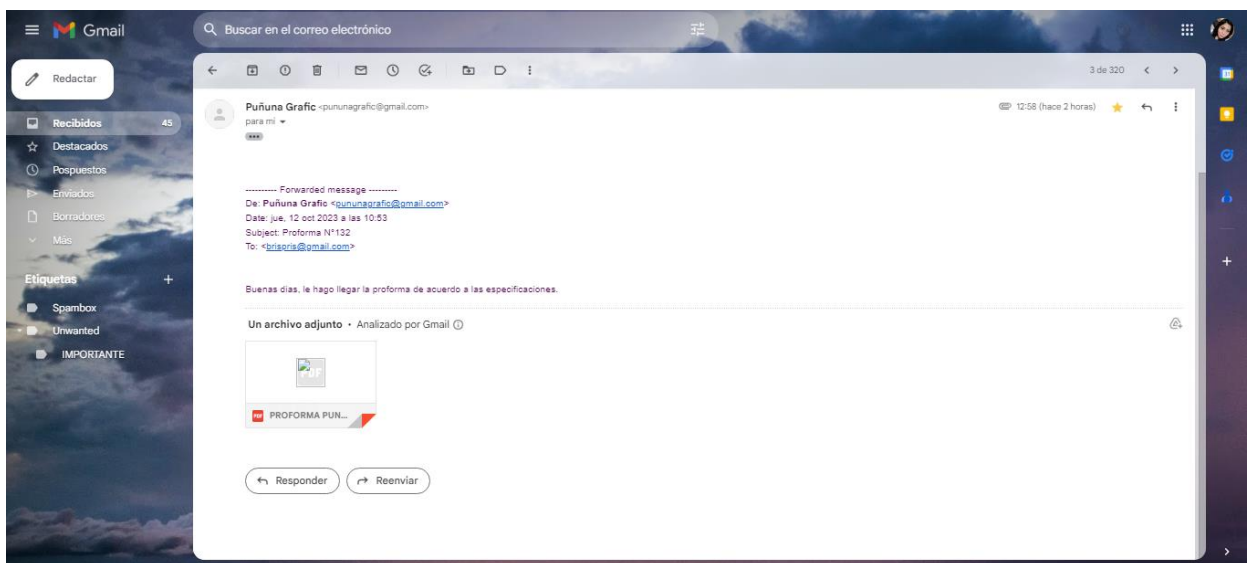 Gmail
Buscar en el correo electrónico
Redactar
3 de 320
Recibidos 45
Destacados
Pospuestos
Enviados
Borradores
Más
Etiquetas
Spambox
Unwanted
IMPORTANTE
Puñuna Grafic <pununagrafic@gmail.com>
12:58 (hace 2 horas)
para mí
---------- Forwarded message ---------
De: Puñuna Grafic <pununagrafic@gmail.com>
Date: jue, 12 oct 2023 a las 10:53
Subject: Proforma N°132
To: <brispris@gmail.com>
Buenas dias, le hago llegar la proforma de acuerdo a las especificaciones.
Un archivo adjunto • Analizado por Gmail
PDF
PDF PROFORMA PUN...
Responder
Reenviar